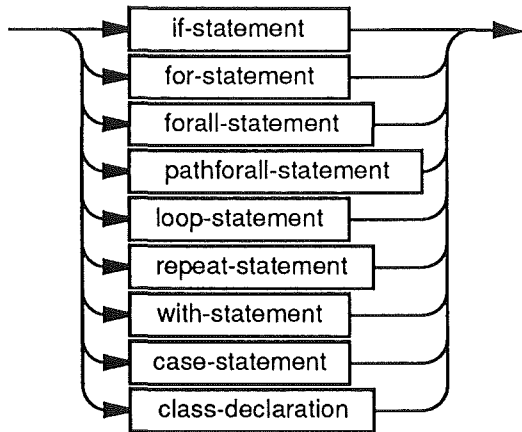 if-statement
for-statement
forall-statement
pathforall-statement
loop-statement
repeat-statement
with-statement
case-statement
class-declaration